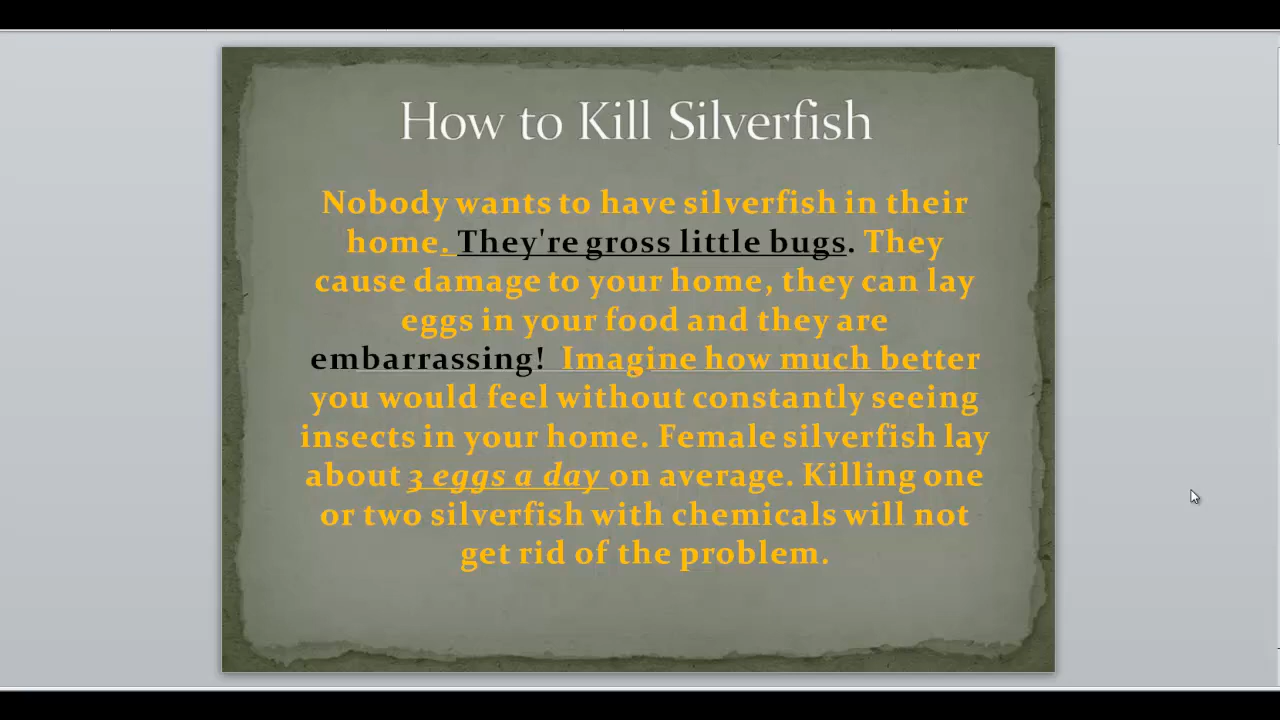 How to Kill Silverfish
Nobody wants to have silverfish in their
home. They're gross little bugs. They
cause damage to your home, they can lay
eggs in your food and they are
embarrassing! Imagine how much better
you would feel without constantly seeing
insects in your home. Female silverfish lay
about 3 eggs a day on average. Killing one
or two silverfish with chemicals will not
get rid of the problem.